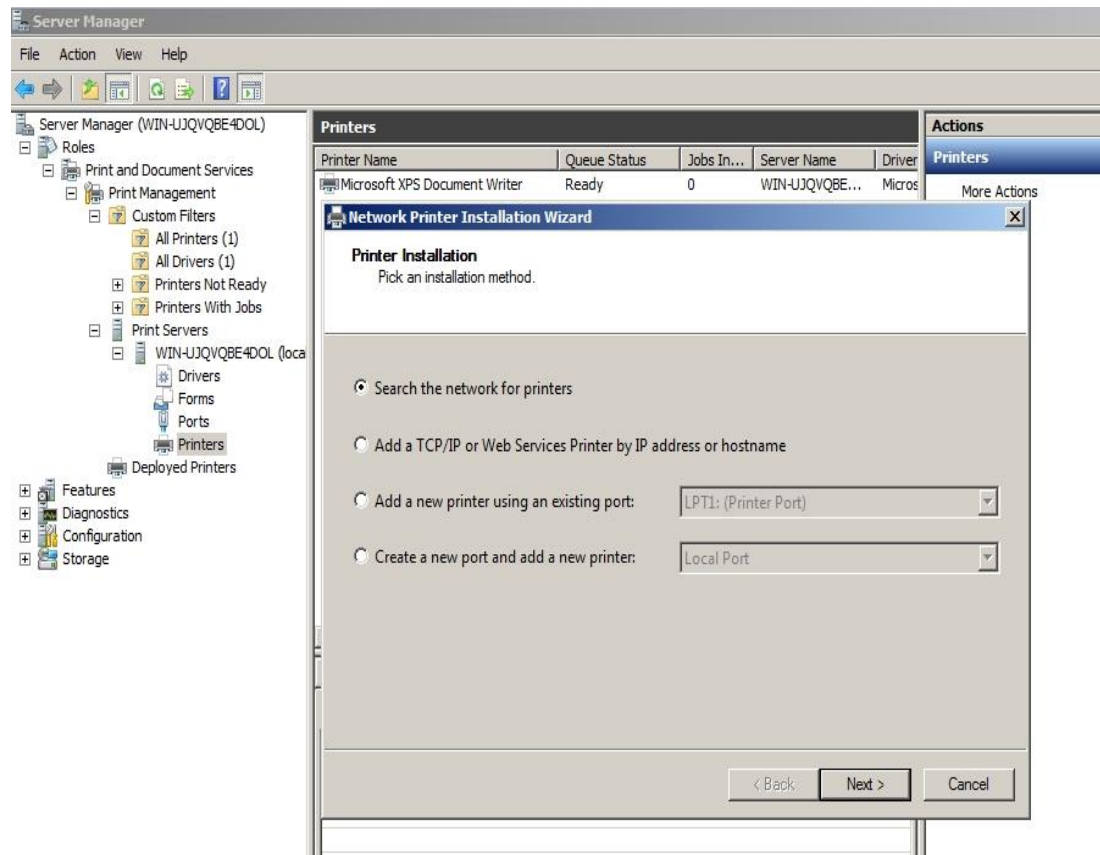 Server Manager
File Action View Help
Server Manager (WIN-UJQVQBE4DOL)
Roles
Print and Document Services
Print Management
Custom Filters
All Printers (1)
All Drivers (1)
Printers Not Ready
Printers With Jobs
Print Servers
WIN-UJQVQBE4DOL (loca
Drivers
Forms
Ports
Printers
Deployed Printers
Features
Diagnostics
Configuration
Storage
Printers
Printer Name Queue Status Jobs In... Server Name Driver
Microsoft XPS Document Writer Ready 0 WIN-UJQVQBE... Micros
Actions
Printers
More Actions
Network Printer Installation Wizard
Printer Installation
Pick an installation method.
Search the network for printers
Add a TCP/IP or Web Services Printer by IP address or hostname
Add a new printer using an existing port: LPT1: (Printer Port)
Create a new port and add a new printer: Local Port
< Back Next > Cancel